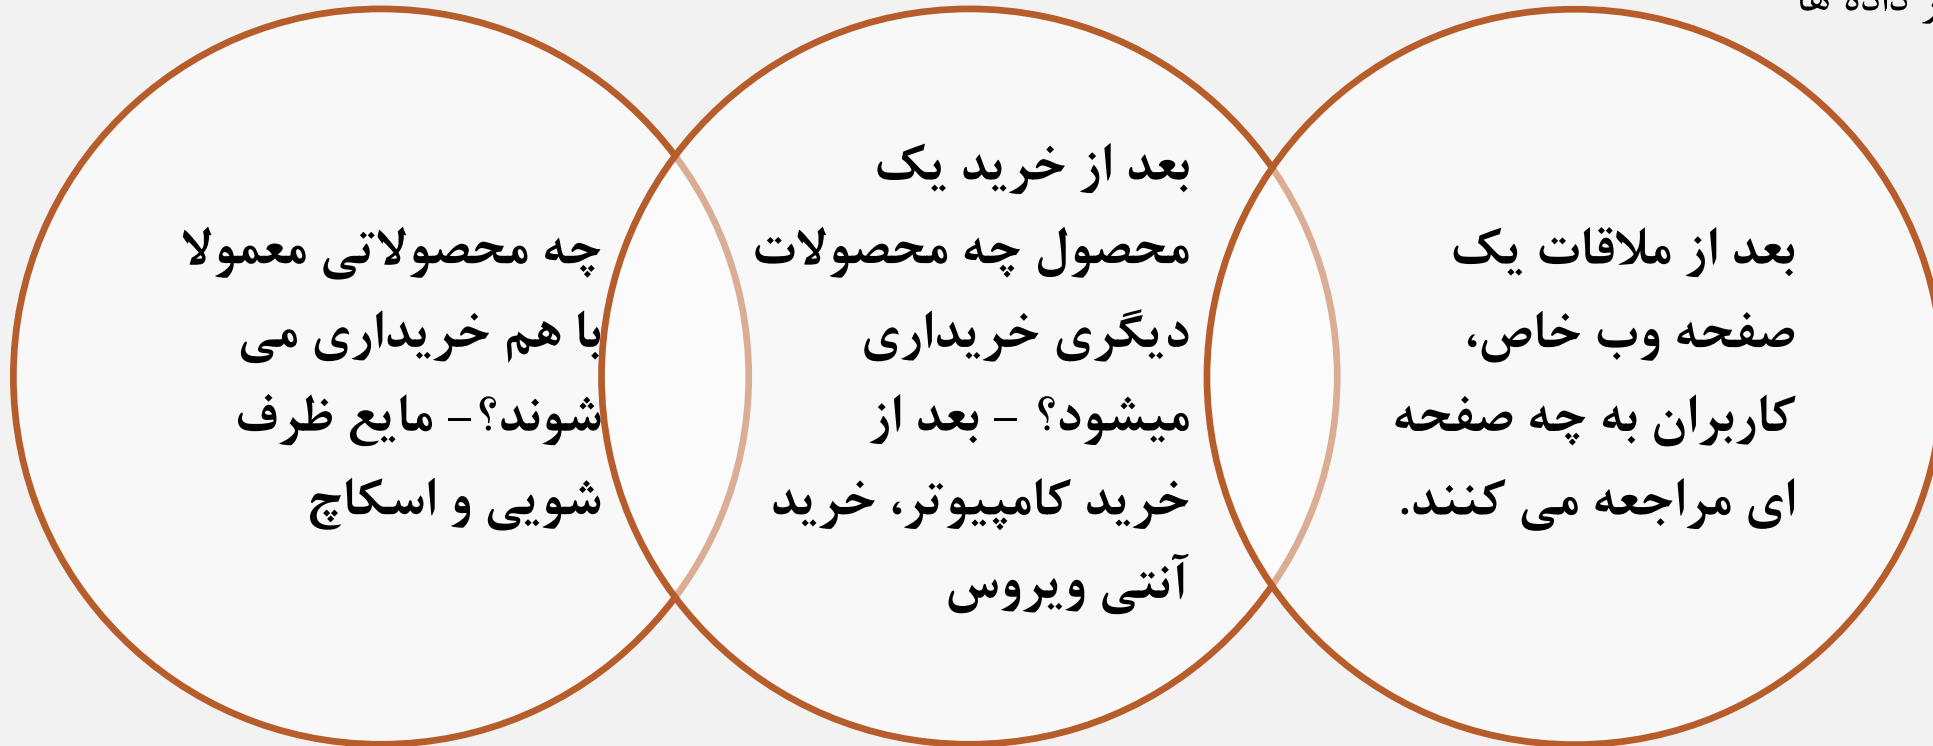 داده ها
بعد از ملاقات یک
صفحه وب خاص،
کاربران به چه صفحه
ای مراجعه می کنند.
بعد از خرید یک
محصول چه محصولات
دیگری خریداری
میشود؟ – بعد از
خرید کامپیوتر، خرید
آنتی ویروس
چه محصولاتی معمولا
با هم خریداری می
شوند؟– مایع ظرف
شویی و اسکاچ